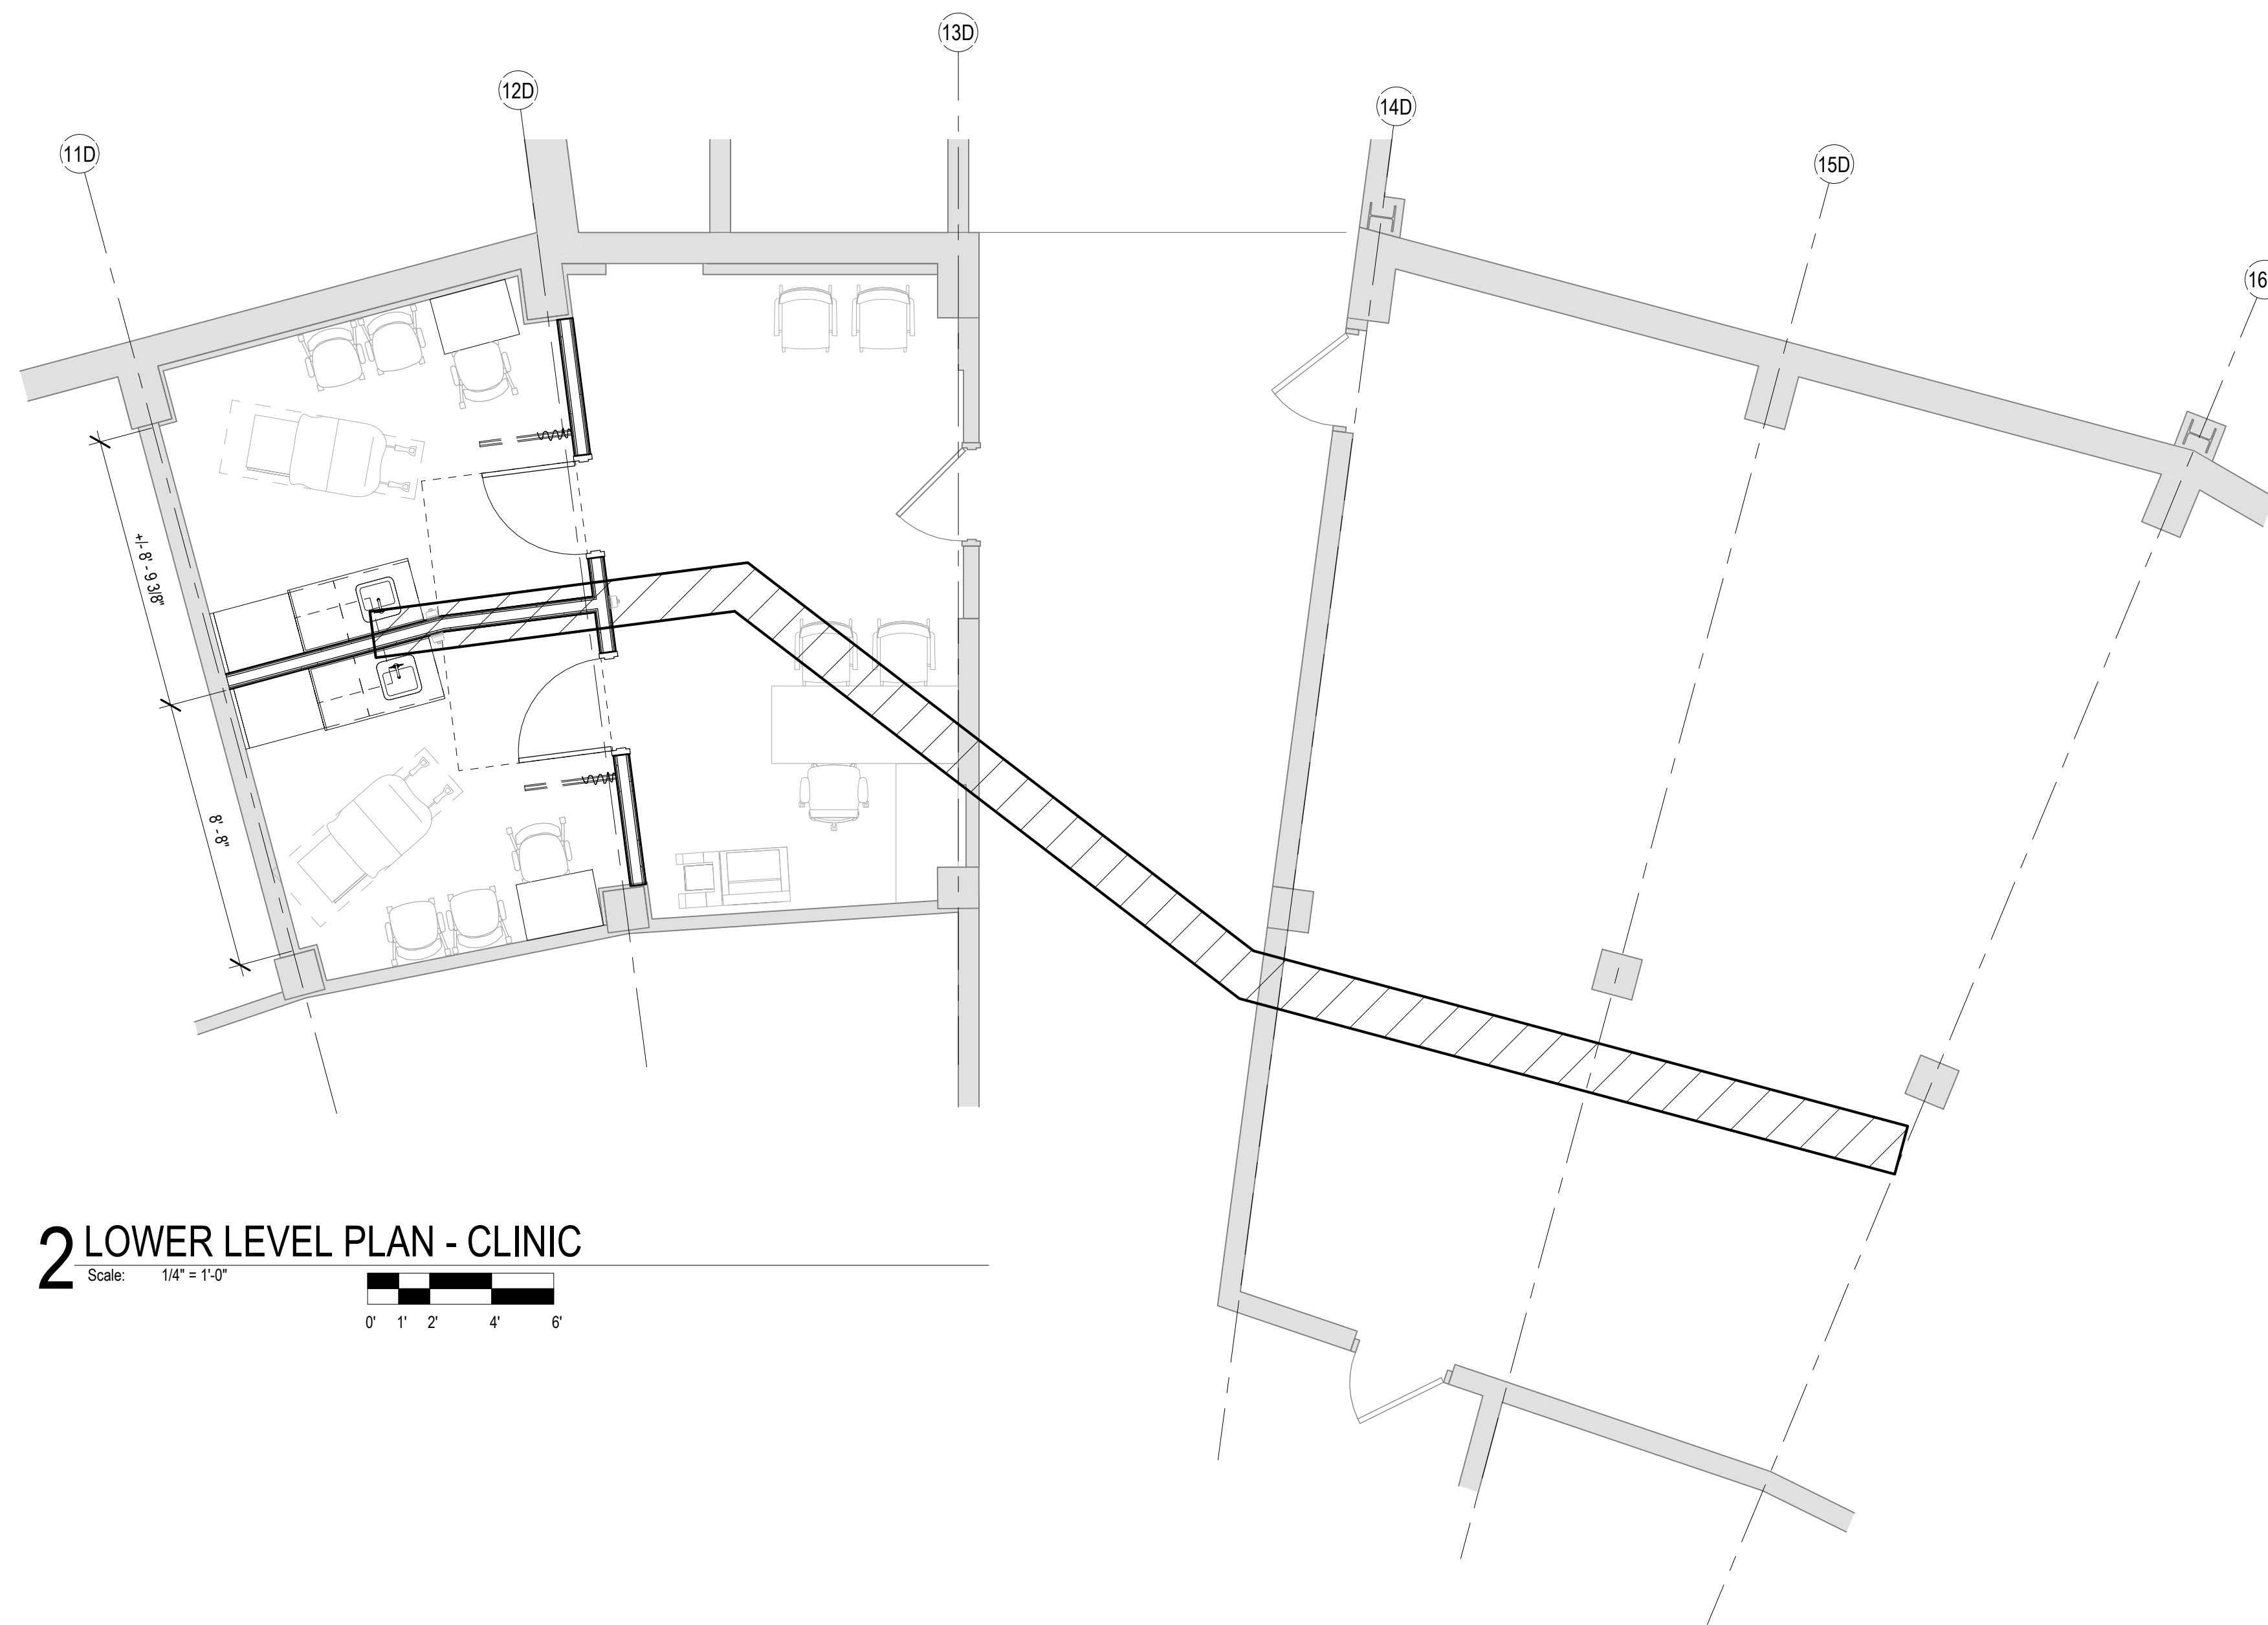 13D
12D
14D
11D
15D
16
+/- 8' - 9 3/8"
8' - 8"
2 LOWER LEVEL PLAN - CLINIC
Scale: 1/4" = 1'-0"
0' 1' 2' 4' 6'